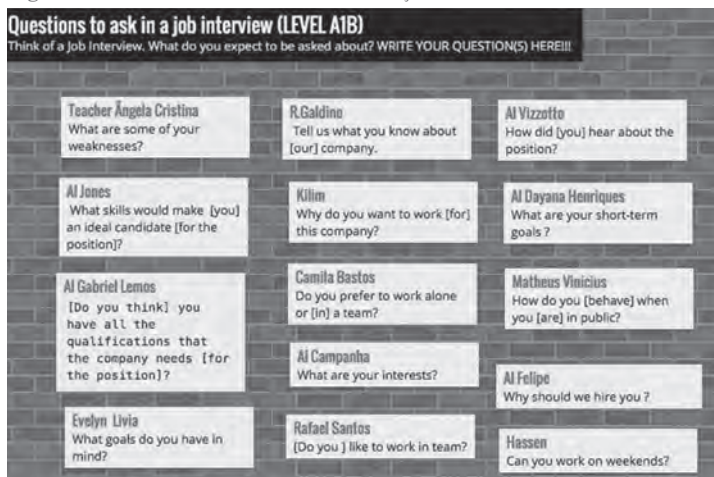 Questions to ask in a job interview (LEVEL A1B)
Think of a Job Interview. What do you expect to be asked about? WRITE YOUR QUESTION(S) HERE!!!
Teacher Ângela Cristina
What are some of your
weaknesses?
R.Galdino
Tell us what you know about
[our] company.
Al Vizzotto
How did [you] hear about the
position?
Al Jones
What skills would make [you]
an ideal candidate [for the
position]?
Kilim
Why do you want to work [for]
this company?
Al Dayana Henriques
What are your short-term
goals ?
Al Gabriel Lemos
[Do you think] you
have all the
qualifications that
the company needs [for
the position]?
Camila Bastos
Do you prefer to work alone
or [in] a team?
Matheus Vinicius
How do you [behave] when
you [are] in public?
Al Campanha
What are your interests?
Al Felipe
Why should we hire you ?
Evelyn Livia
What goals do you have in
mind?
Rafael Santos
[Do you ] like to work in team?
Hassen
Can you work on weekends?